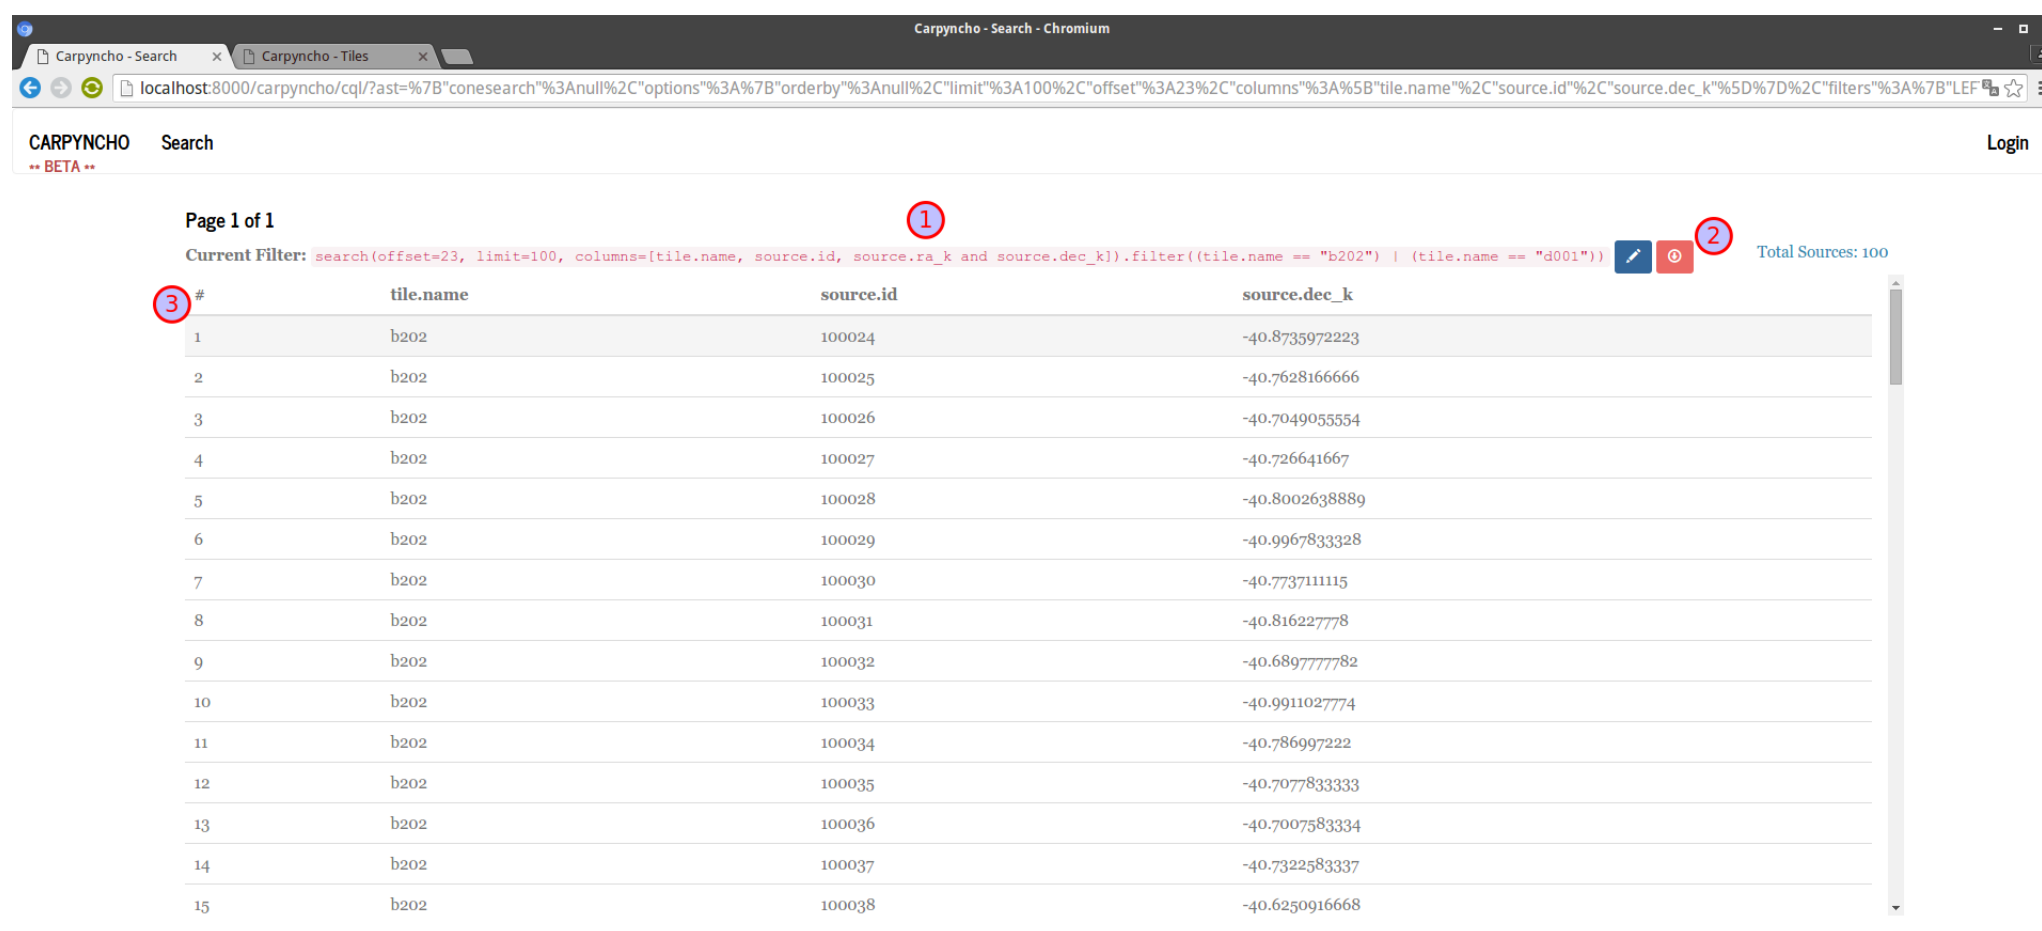 Carpyncho - Search - Chromium
Carpyncho - Search × Carpyncho - Tiles ×
localhost:8000/carpyncho/cql/?ast=%7B"conesearch"%3Anull%2C"options"%3A%7B"orderby"%3Anull%2C"limit"%3A100%2C"offset"%3A23%2C"columns"%3A%5B"tile.name"%2C"source.id"%2C"source.dec_k"%5D%7D%2C"filters"%3A%7B"LEF
CARPYNCHO Search Login
** BETA **
Page 1 of 1 1
2
Current Filter: search(offset=23, limit=100, columns=[tile.name, source.id, source.ra_k and source.dec_k]).filter((tile.name == "b202") | (tile.name == "d001")) Total Sources: 100
3 # tile.name source.id source.dec_k
1 b202 100024 -40.8735972223
2 b202 100025 -40.7628166666
3 b202 100026 -40.7049055554
4 b202 100027 -40.726641667
5 b202 100028 -40.8002638889
6 b202 100029 -40.9967833328
7 b202 100030 -40.7737111115
8 b202 100031 -40.816227778
9 b202 100032 -40.6897777782
10 b202 100033 -40.9911027774
11 b202 100034 -40.786997222
12 b202 100035 -40.7077833333
13 b202 100036 -40.7007583334
14 b202 100037 -40.7322583337
15 b202 100038 -40.6250916668